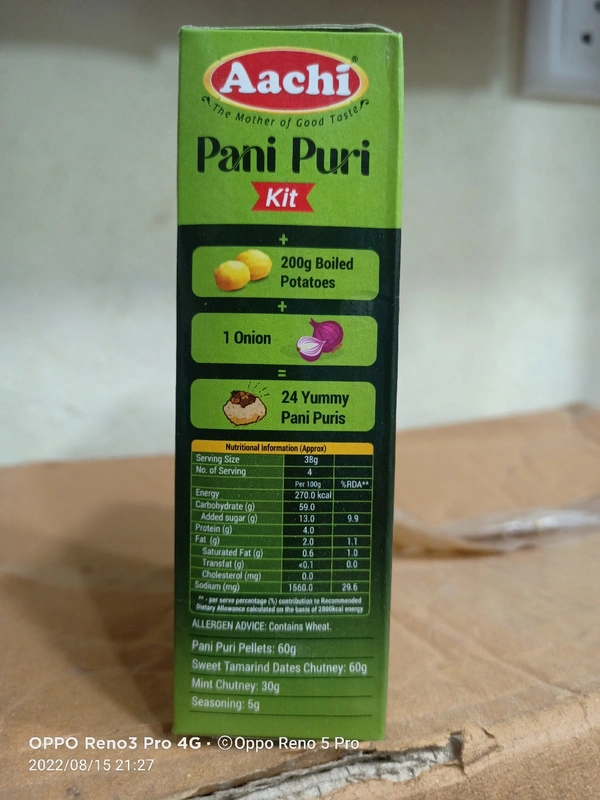 Aachi®
The Mother of Good Taste
Pani Puri
Kit
+
200g Boiled
Potatoes
+
1 Onion
=
24 Yummy
Pani Puris
Nutritional Information (Approx)
Serving Size 38g
No. of Serving 4
Per 100g %RDA**
Energy 270.0 kcal
Carbohydrate (g) 59.0
Added sugar (g) 13.0 9.9
Protein (g) 4.0
Fat (g) 2.0 1.1
Saturated Fat (g) 0.6 1.0
Transfat (g) <0.1 0.0
Cholesterol (mg) 0.0
Sodium (mg) 1560.0 29.6
** - per serve percentage (%) contribution to Recommended
Dietary Allowance calculated on the basis of 2000kcal energy
ALLERGEN ADVICE: Contains Wheat.
Pani Puri Pellets: 60g
Sweet Tamarind Dates Chutney: 60g
Mint Chutney: 30g
Seasoning: 5g
OPPO Reno3 Pro 4G · ©Oppo Reno 5 Pro
2022/08/15 21:27